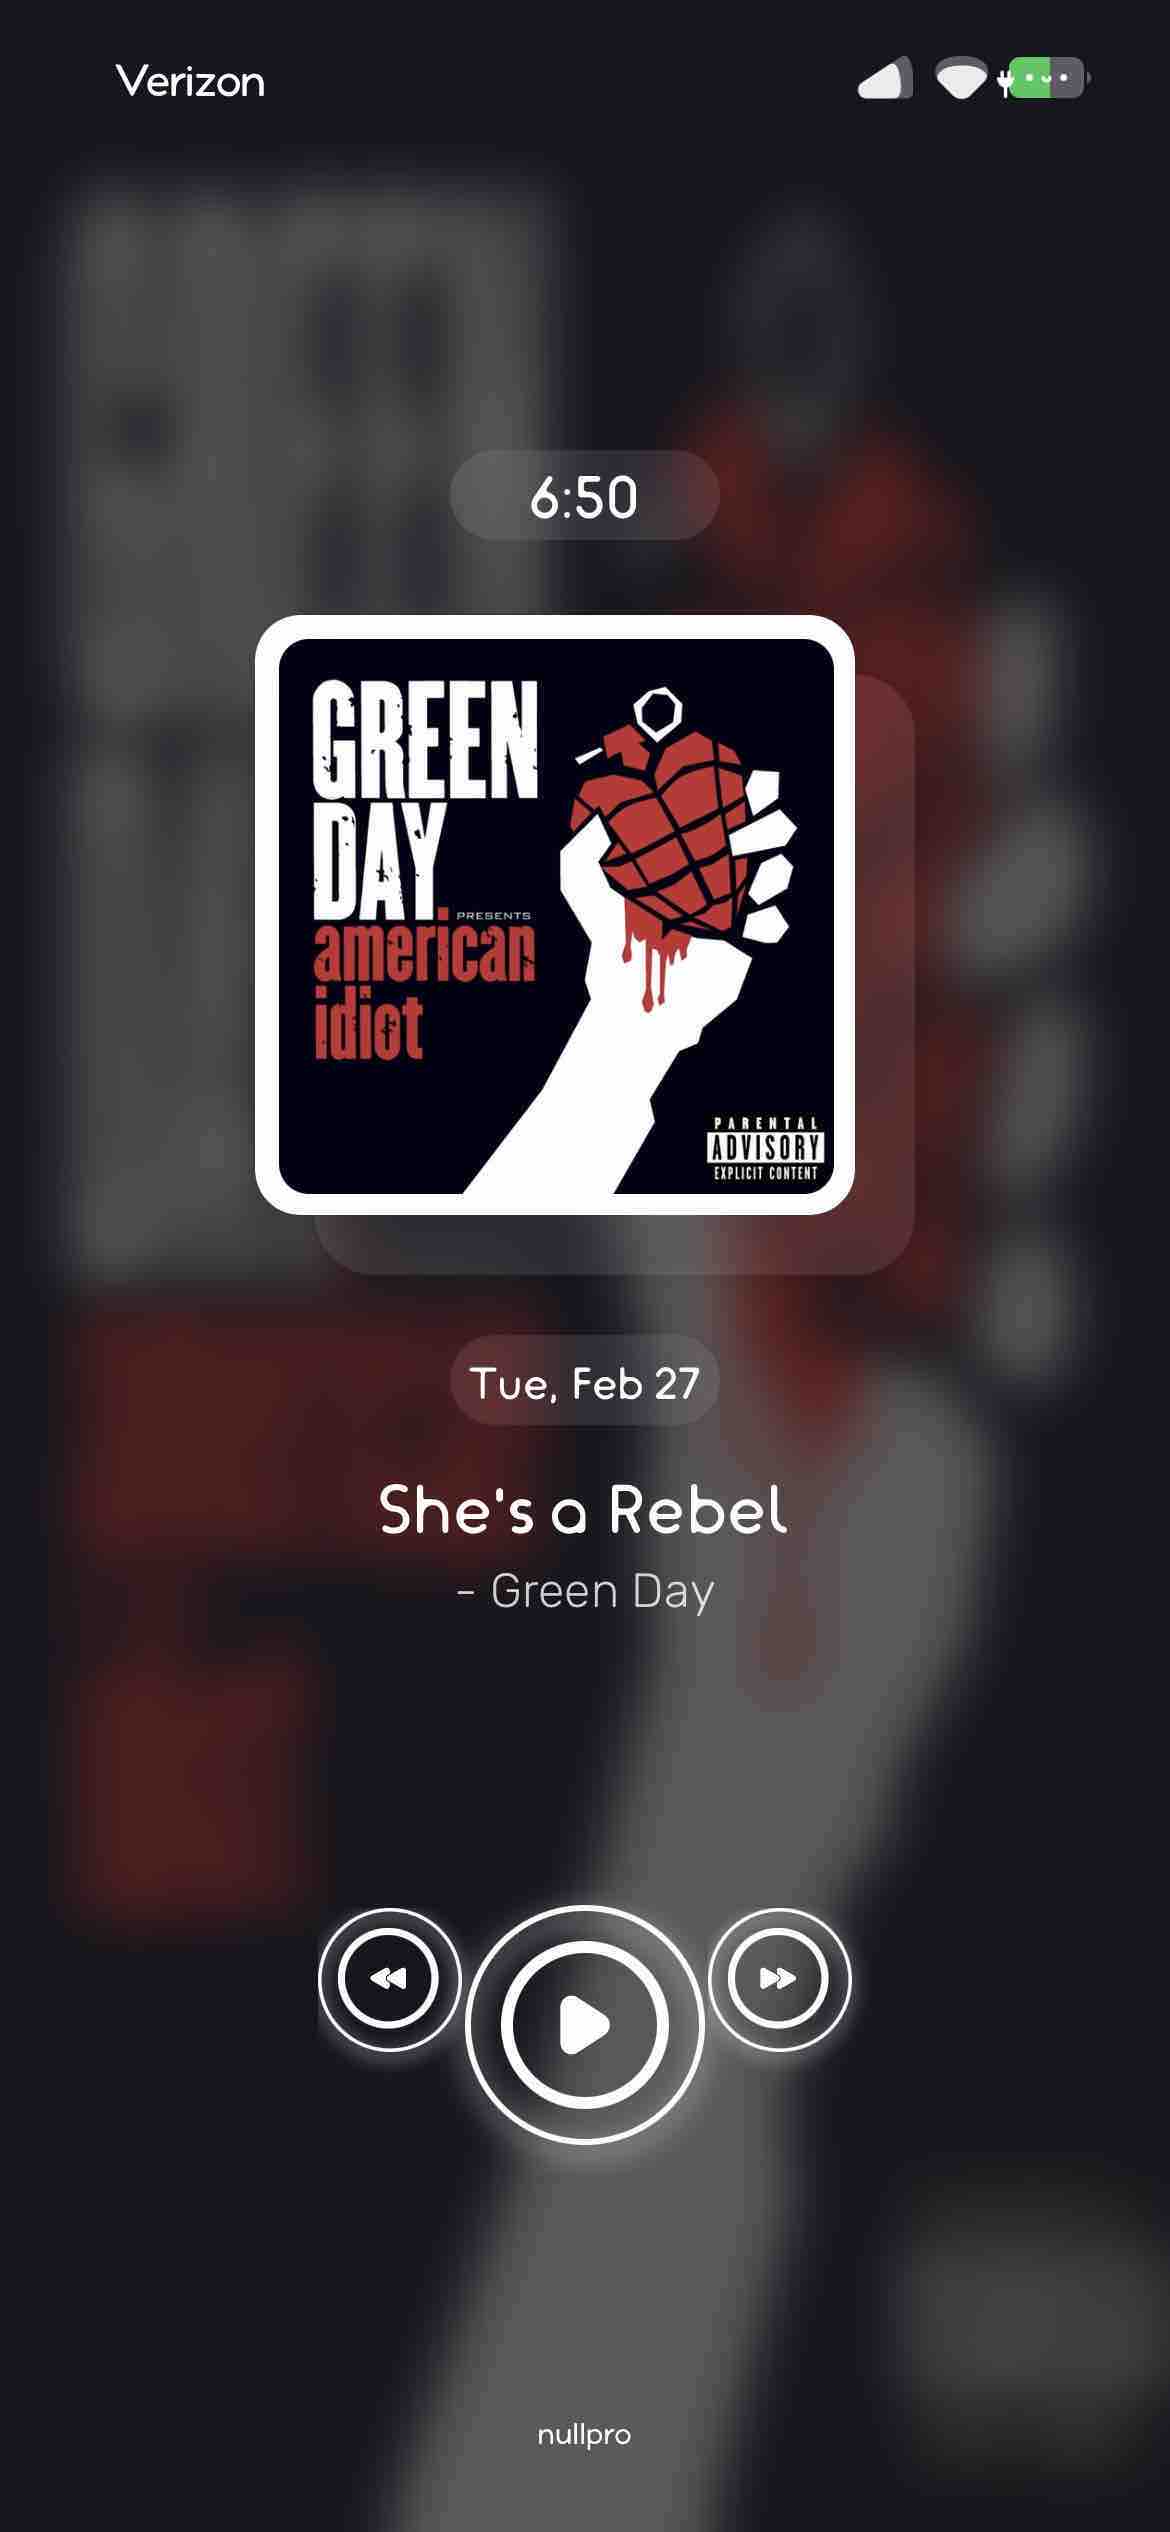 Verizon
6:50
GREEN
DAY
PRESENTS
american
idiot
PARENTAL
ADVISORY
EXPLICIT CONTENT
Tue, Feb 27
She's a Rebel
- Green Day
nullpro